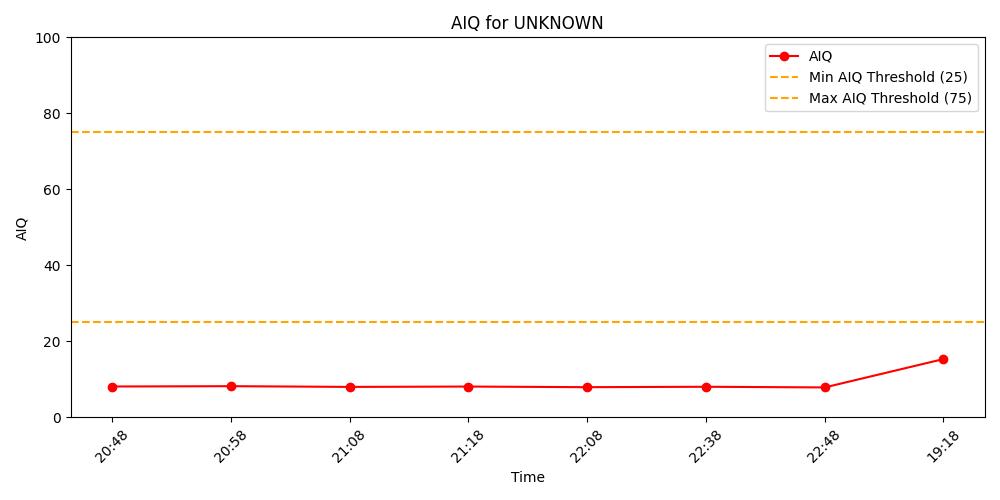 AIQ for UNKNOWN
AIQ
Min AIQ Threshold (25)
Max AIQ Threshold (75)
100
80
60
40
20
0
AIQ
20:48
20:58
21:08
21:18
22:08
22:38
22:48
19:18
Time